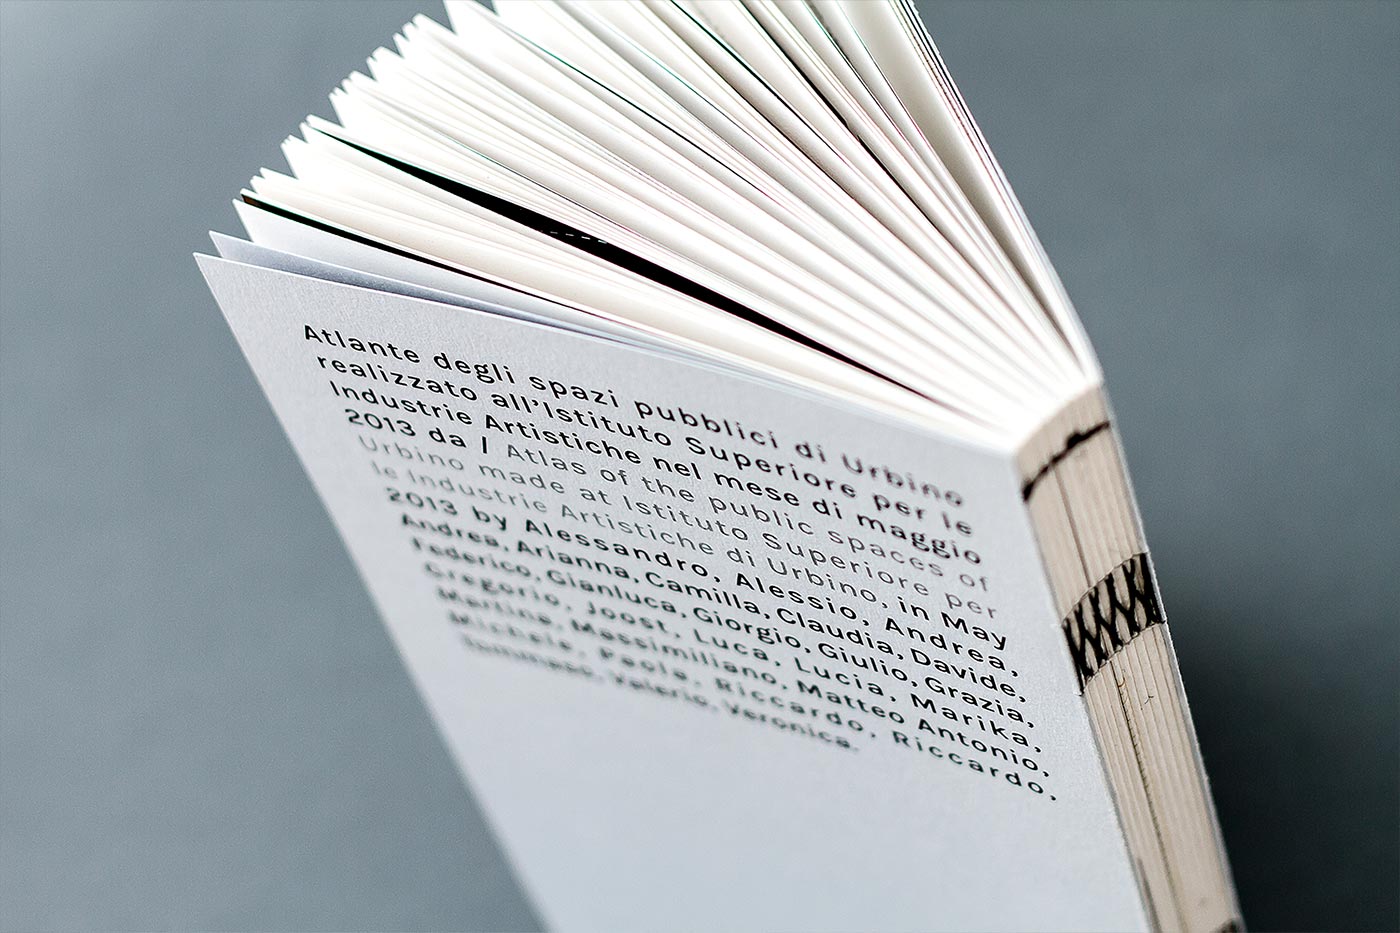 Atlante degli spazi pubblici di Urbino
realizzato all'Istituto Superiore per le
Industrie Artistiche nel mese di maggio
2013 da / Atlas of the public spaces of
Urbino made at Istituto Superiore per
le Industrie Artistiche di Urbino, in May
2013 by Alessandro, Alessio, Andrea,
Andrea, Arianna, Camilla, Claudia, Davide,
Federico, Gianluca, Giorgio, Giulio, Grazia,
Gregorio, Joost, Luca, Lucia, Marika,
Martina, Massimiliano, Matteo Antonio,
Michele, Paola, Riccardo, Riccardo,
Tommaso, Valerio, Veronica.